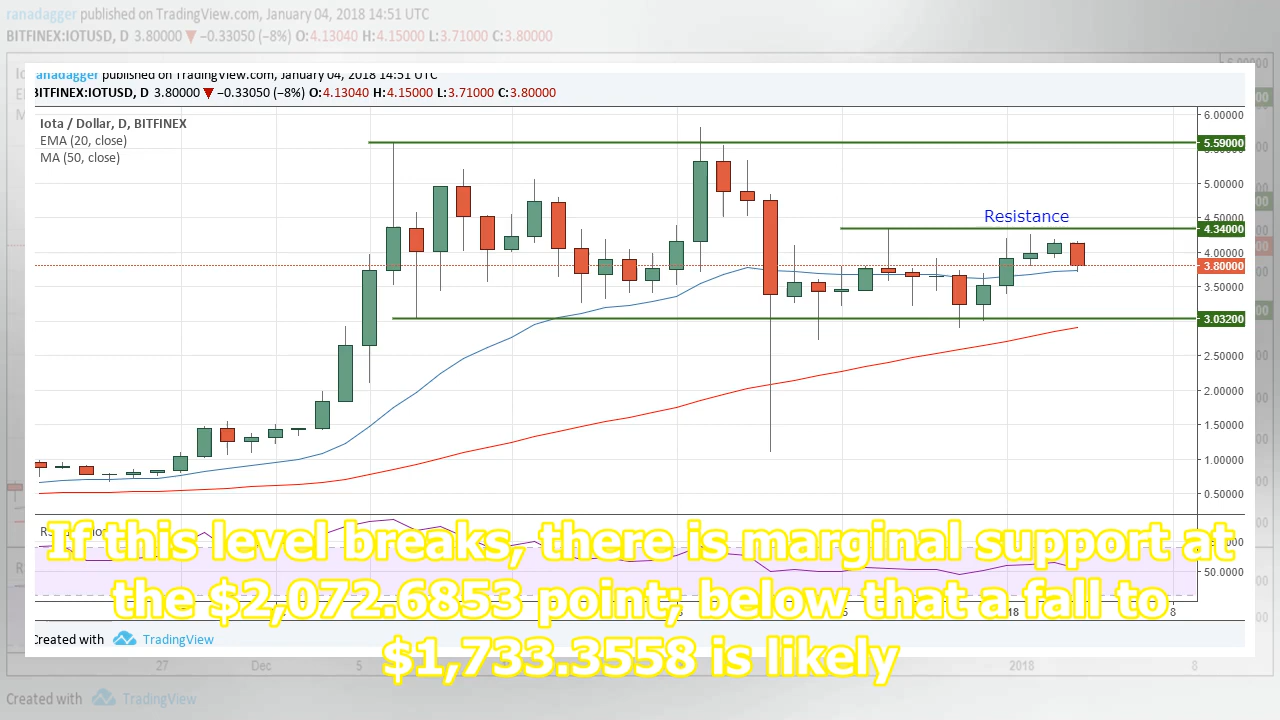 ranadagger published on TradingView.com, January 04, 2018 14:51 UTC
BITFINEX:IOTUSD, D 3.80000 ▼ −0.33050 (−8%) O:4.13040 H:4.15000 L:3.71000 C:3.80000
anadagger published on TradingView.com, January 04, 2018 14:51 UTC
BITFINEX:IOTUSD, D 3.80000 ▼ −0.33050 (−8%) O:4.13040 H:4.15000 L:3.71000 C:3.80000
Iota / Dollar, D, BITFINEX
EMA (20, close)
MA (50, close)
6.00000
5.59000
5.00000
Resistance
4.50000
4.34000
4.00000
3.80000
3.50000
3.03200
2.50000
2.00000
1.50000
1.00000
0.50000
If this level breaks, there is marginal support at
50.0000
the $2,072.6853 point; below that a fall to
2018
8
Created with TradingView
$1,733.3558 is likely
27
Dec
5
2018
8
Created with TradingView